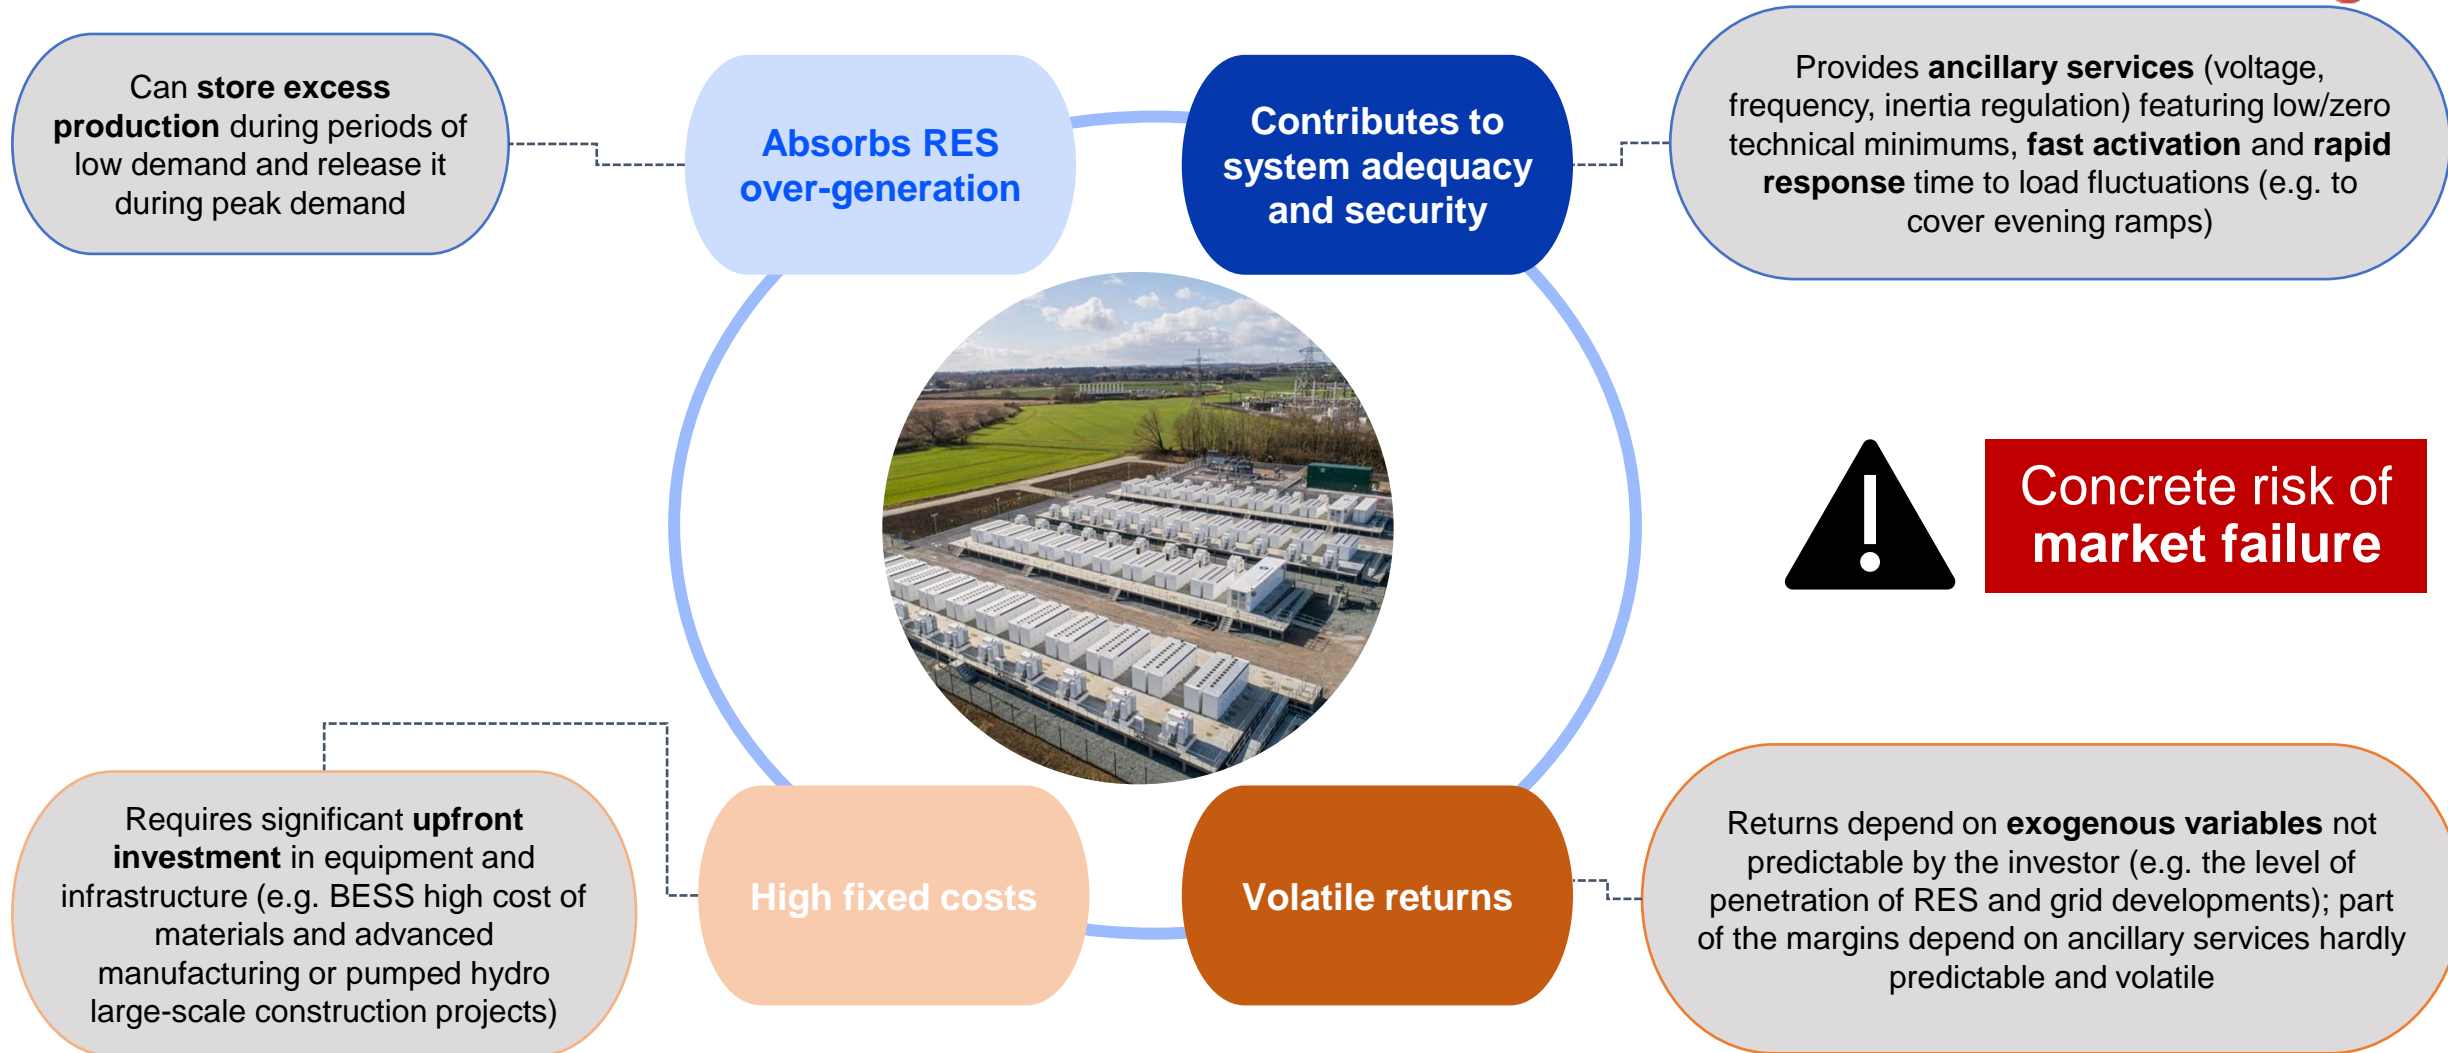 Can store excess
production during periods of
low demand and release it
during peak demand
Absorbs RES
over-generation
Contributes to
system adequacy
and security
Provides ancillary services (voltage,
frequency, inertia regulation) featuring low/zero
technical minimums, fast activation and rapid
response time to load fluctuations (e.g. to
cover evening ramps)
Concrete risk of
market failure
Requires significant upfront
investment in equipment and
infrastructure (e.g. BESS high cost of
materials and advanced
manufacturing or pumped hydro
large-scale construction projects)
High fixed costs
Volatile returns
Returns depend on exogenous variables not
predictable by the investor (e.g. the level of
penetration of RES and grid developments); part
of the margins depend on ancillary services hardly
predictable and volatile